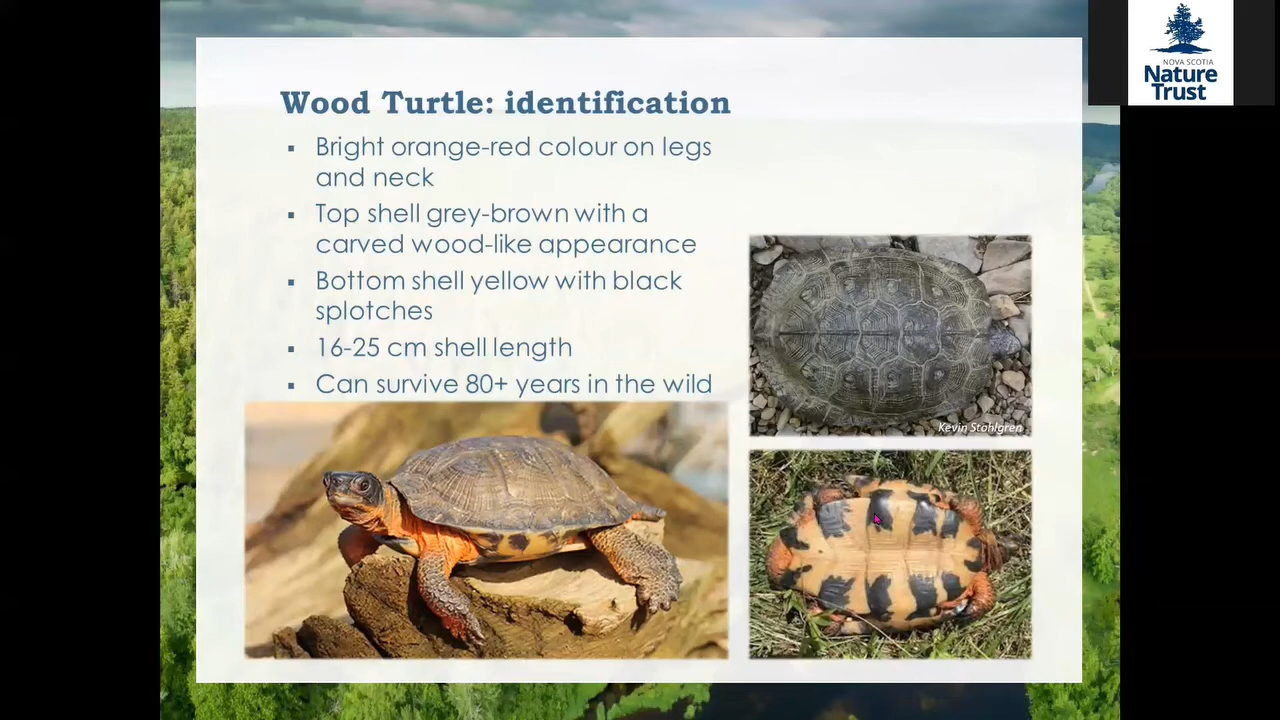 Wood Turtle: identification
▪ Bright orange-red colour on legs
and neck
▪ Top shell grey-brown with a
carved wood-like appearance
▪ Bottom shell yellow with black
splotches
▪ 16-25 cm shell length
▪ Can survive 80+ years in the wild
Kevin Stohlgren
NOVA SCOTIA
Nature
Trust